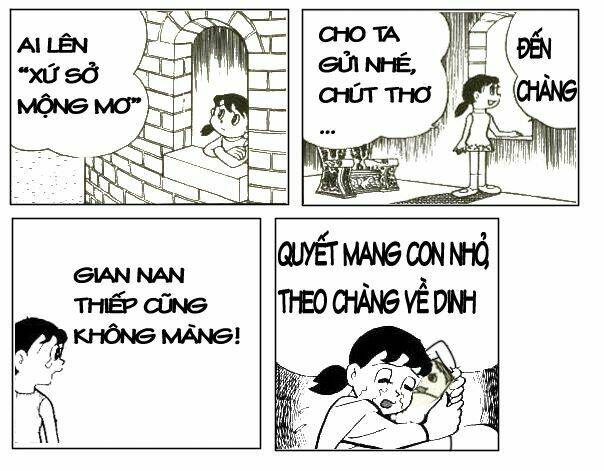 AI LÊN
“XỨ SỞ
MỘNG MƠ”
CHO TA
GỬI NHÉ,
CHÚT THƠ
...
ĐẾN
CHÀNG
GIAN NAN
THIẾP CŨNG
KHÔNG MÀNG!
QUYẾT MANG CON NHỎ,
THEO CHÀNG VỀ DINH